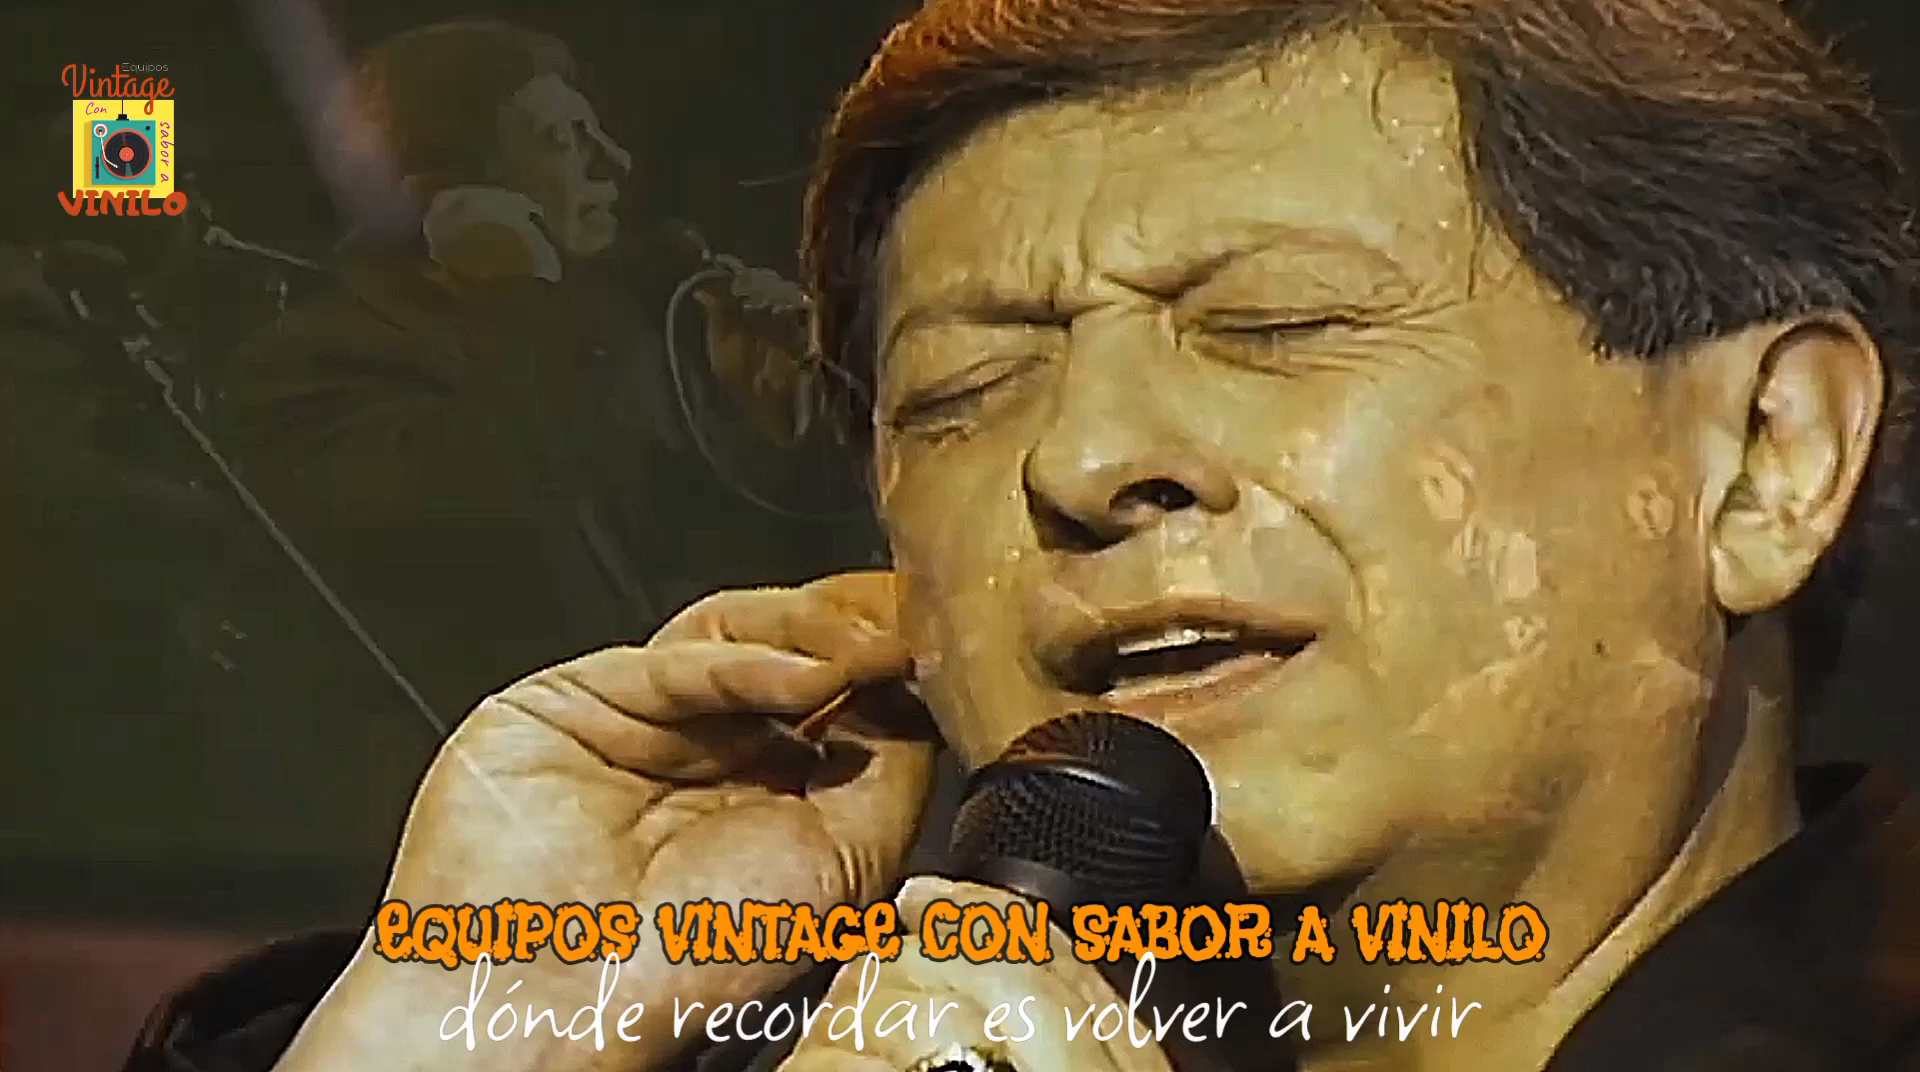 Equipos
Vintage
Con
sabor a
VINILO
EQUIPOS VINTAGE CON SABOR A VINILO
dónde recordar es volver a vivir